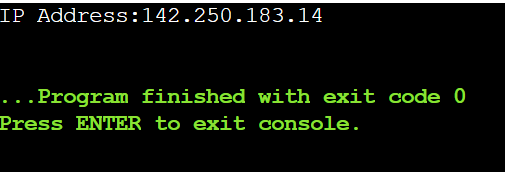 IP Address:142.250.183.14
...Program finished with exit code 0
Press ENTER to exit console.